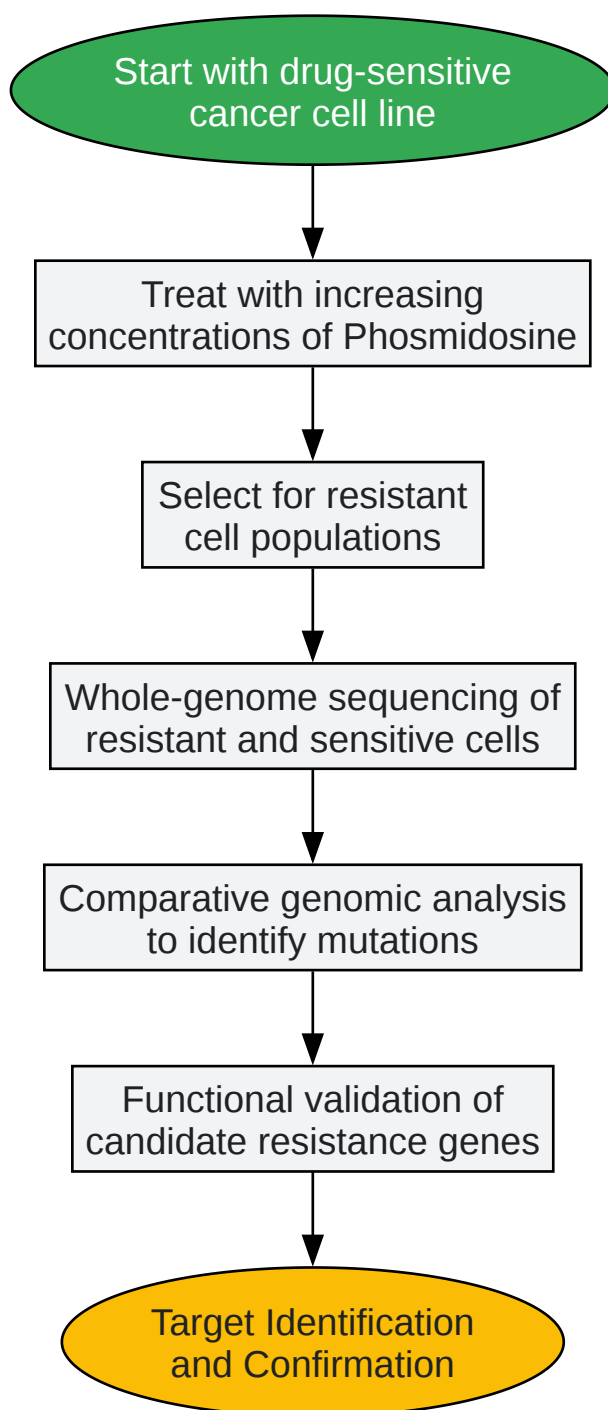 Start with drug-sensitive
cancer cell line
Treat with increasing
concentrations of Phosmidosine
Select for resistant
cell populations
Whole-genome sequencing of
resistant and sensitive cells
Comparative genomic analysis
to identify mutations
Functional validation of
candidate resistance genes
Target Identification
and Confirmation